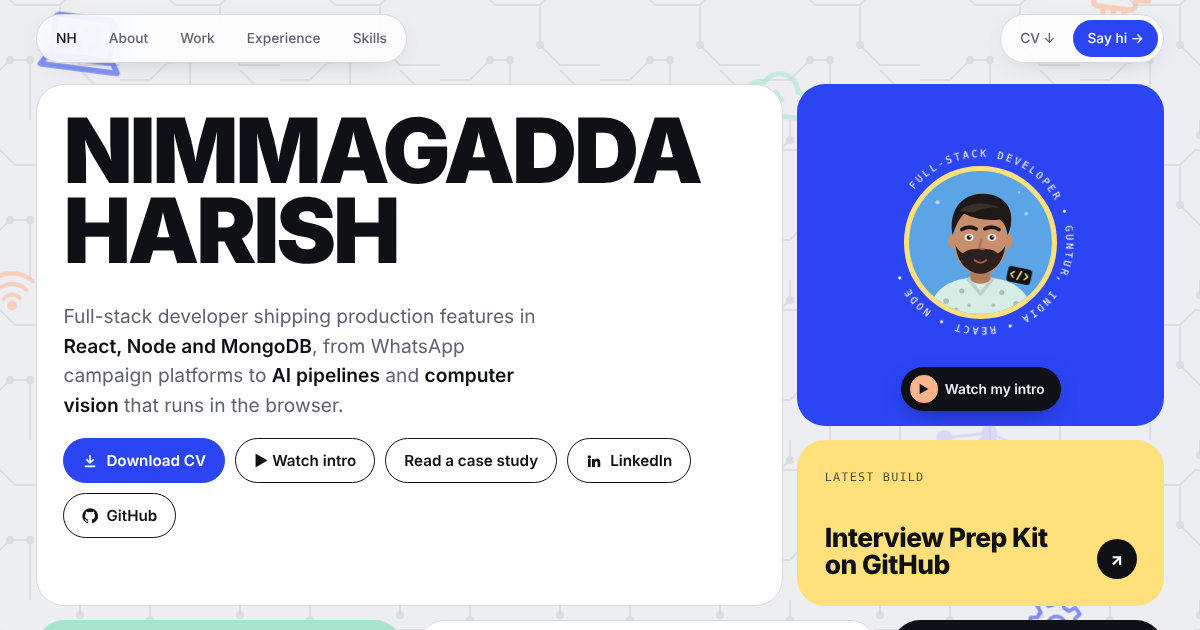 NH About Work Experience Skills
CV ↓ Say hi →
NIMMAGADDA
HARISH
Full-stack developer shipping production features in
React, Node and MongoDB, from WhatsApp
campaign platforms to AI pipelines and computer
vision that runs in the browser.
Download CV ▶ Watch intro Read a case study LinkedIn
GitHub
FULL-STACK DEVELOPER • GUNTUR, INDIA • REACT • NODE •
</>
Watch my intro
LATEST BUILD
Interview Prep Kit
on GitHub